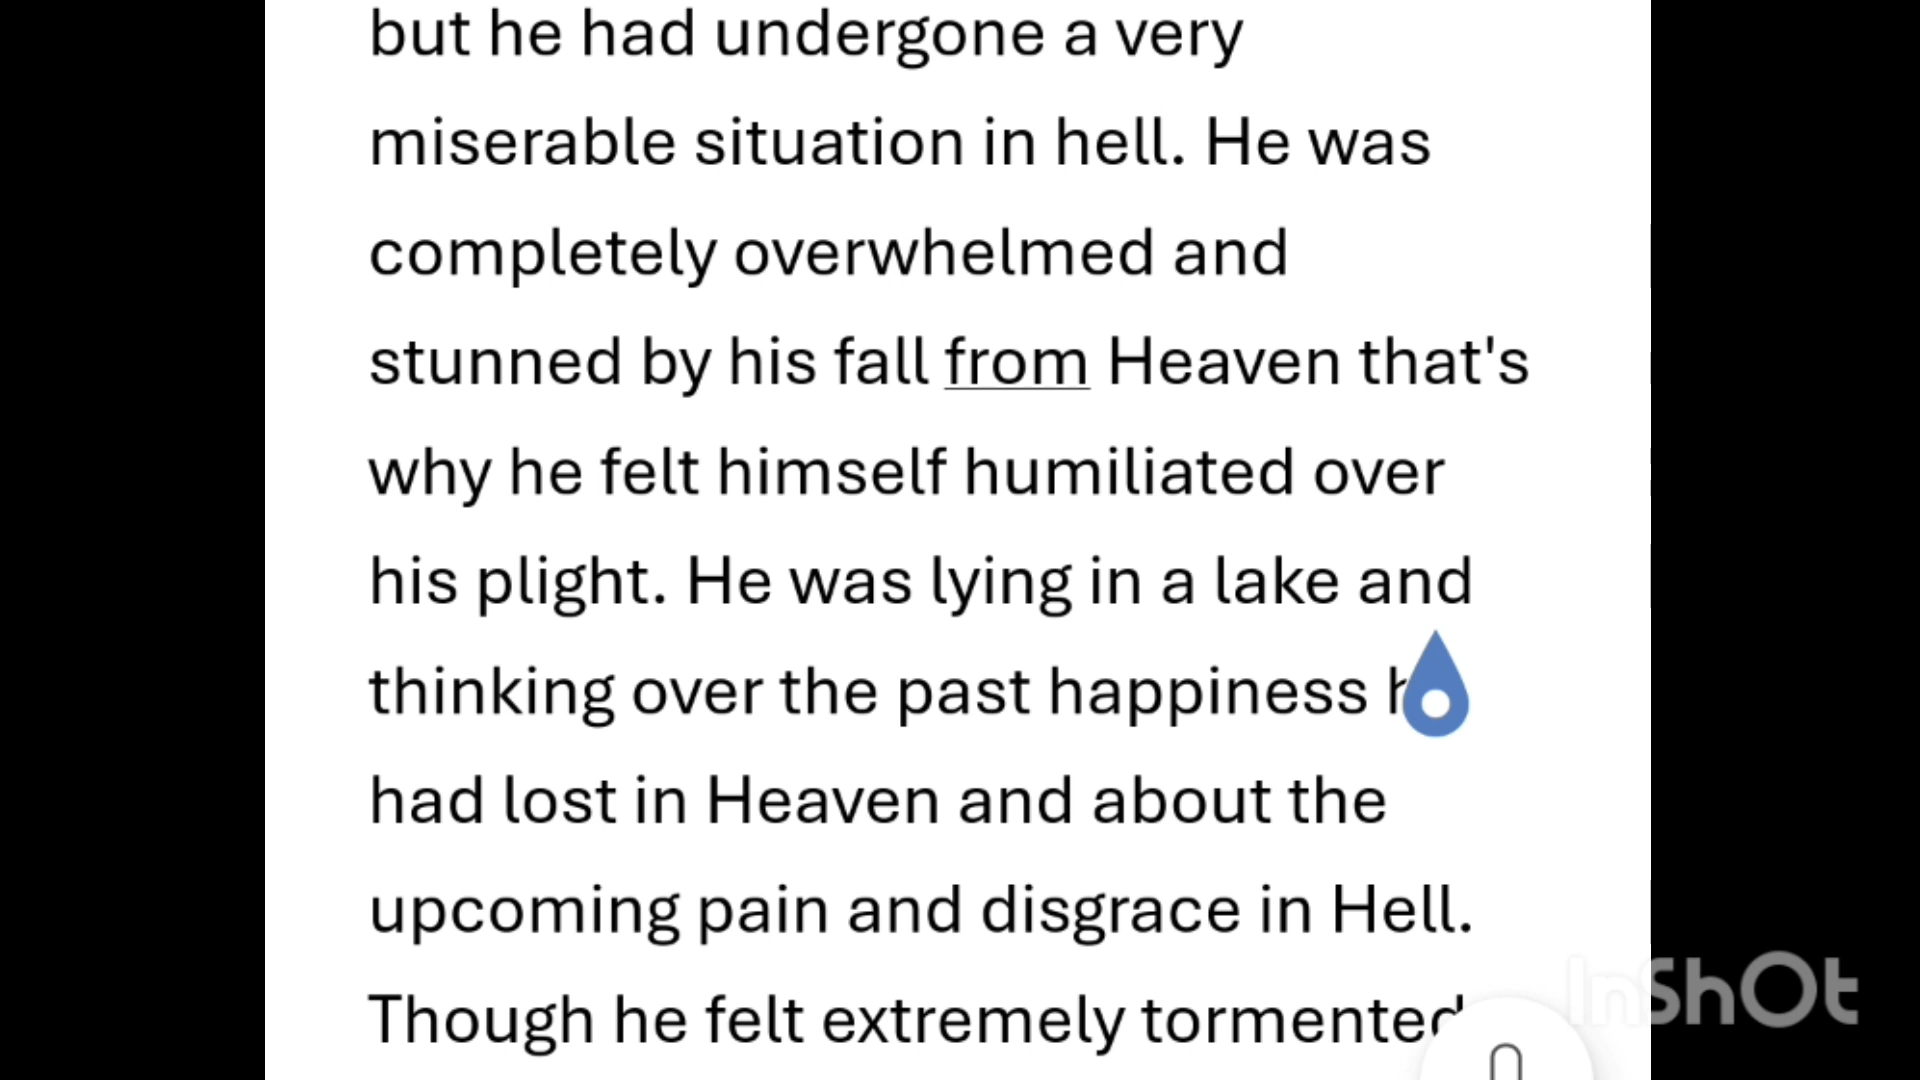 but he had undergone a very
miserable situation in hell. He was
completely overwhelmed and
stunned by his fall from Heaven that's
why he felt himself humiliated over
his plight. He was lying in a lake and
thinking over the past happiness
had lost in Heaven and about the
upcoming pain and disgrace in Hell.
Though he felt extremely tormented
InShOt